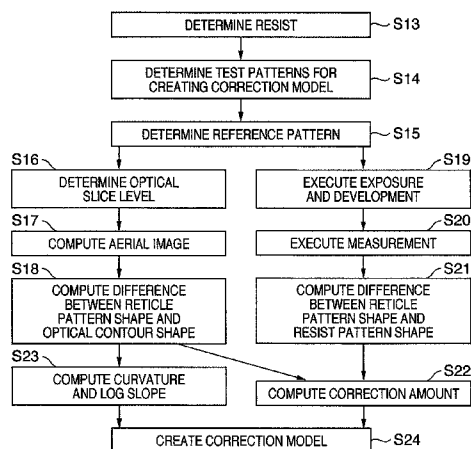 DETERMINE RESIST
S13
DETERMINE TEST PATTERNS FOR
CREATING CORRECTION MODEL
S14
DETERMINE REFERENCE PATTERN
S15
S16
DETERMINE OPTICAL
SLICE LEVEL
S19
EXECUTE EXPOSURE
AND DEVELOPMENT
S17
COMPUTE AERIAL IMAGE
S20
EXECUTE MEASUREMENT
S18
COMPUTE DIFFERENCE
BETWEEN RETICLE
PATTERN SHAPE AND
OPTICAL CONTOUR SHAPE
S21
COMPUTE DIFFERENCE
BETWEEN RETICLE
PATTERN SHAPE AND
RESIST PATTERN SHAPE
S23
COMPUTE CURVATURE
AND LOG SLOPE
S22
COMPUTE CORRECTION AMOUNT
CREATE CORRECTION MODEL
S24